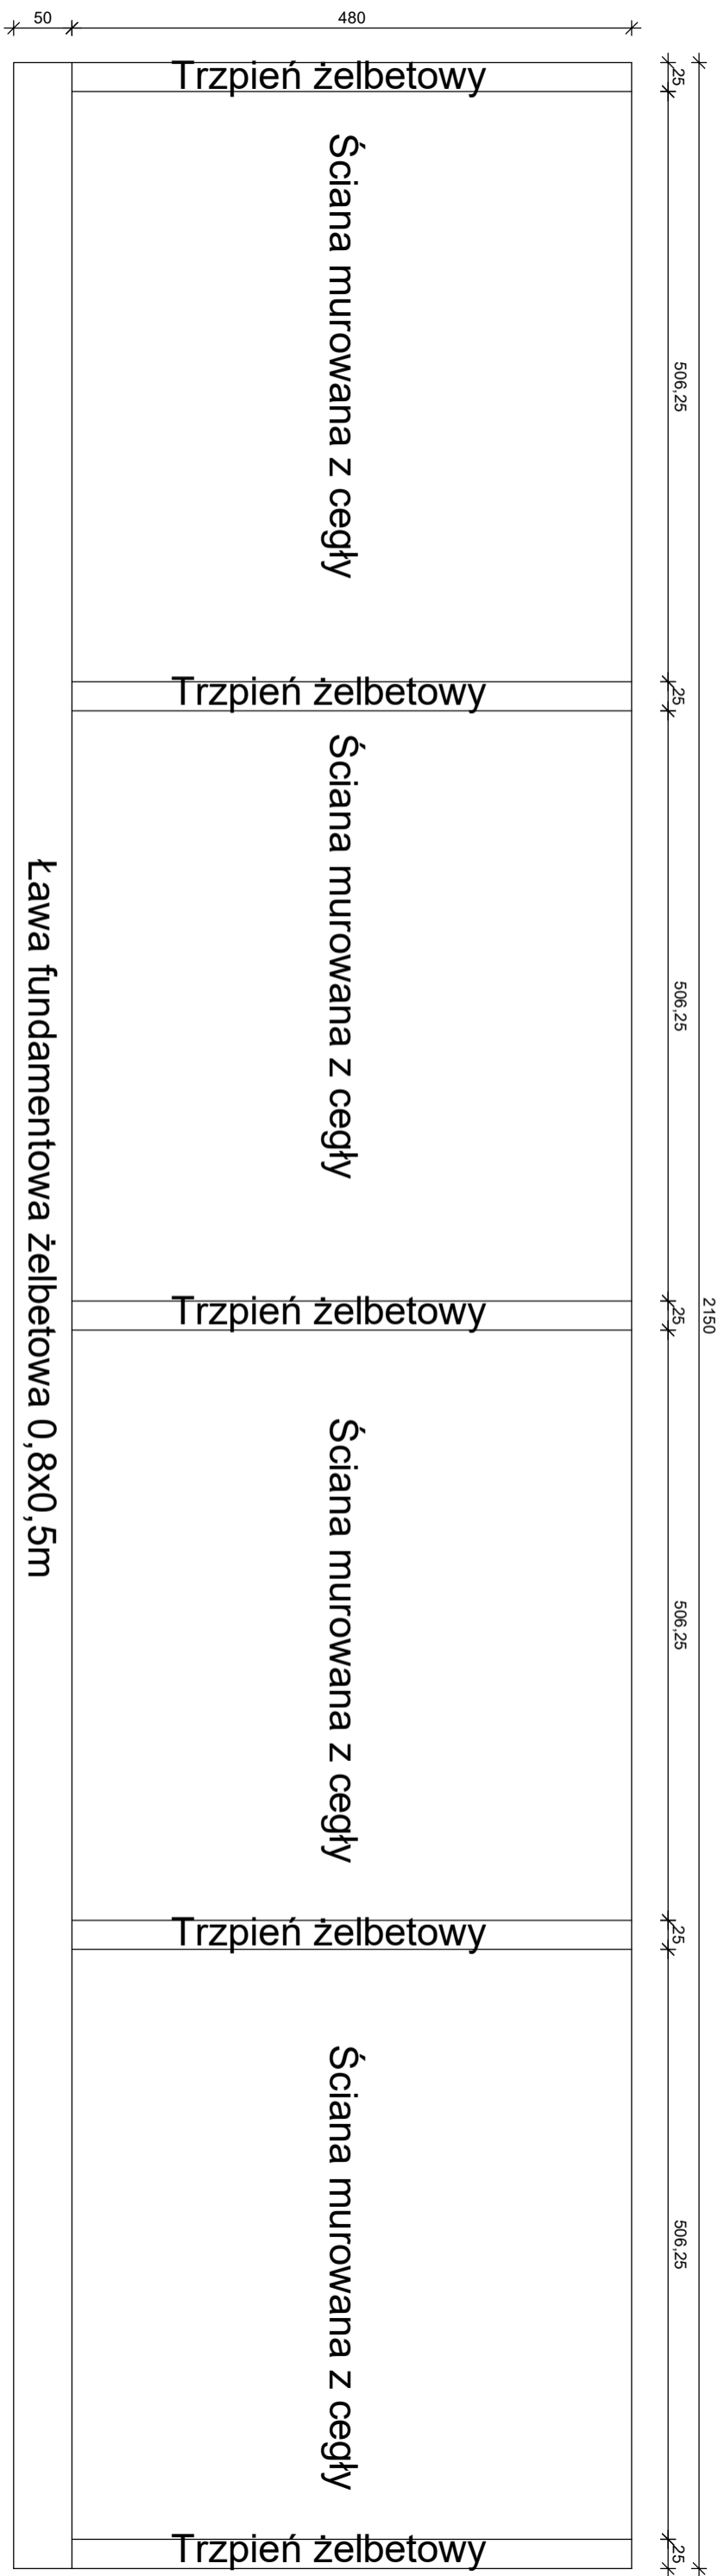 50
480
Trzpień żelbetowy
25
Ściana murowana z cegły
506,25
Trzpień żelbetowy
25
Ściana murowana z cegły
506,25
Trzpień żelbetowy
25
2150
Ściana murowana z cegły
506,25
Trzpień żelbetowy
25
Ściana murowana z cegły
506,25
Trzpień żelbetowy
25
Ława fundamentowa żelbetowa 0,8x0,5m